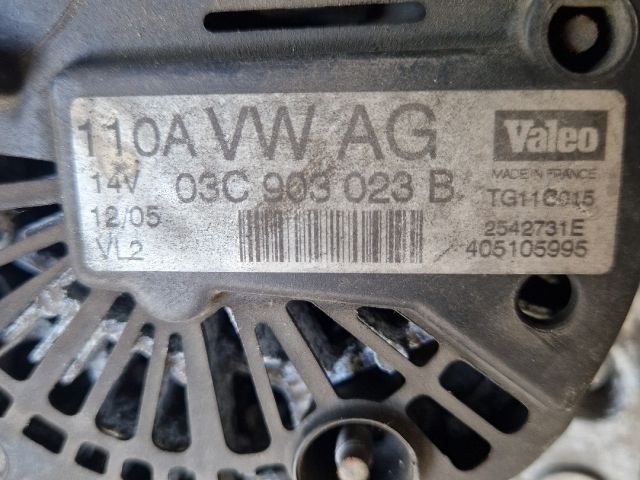 110A VW AG Valeo
MADE IN FRANCE
14V 03C 903 023 B TG11C015
12/05 2542731E
VL2 405105995